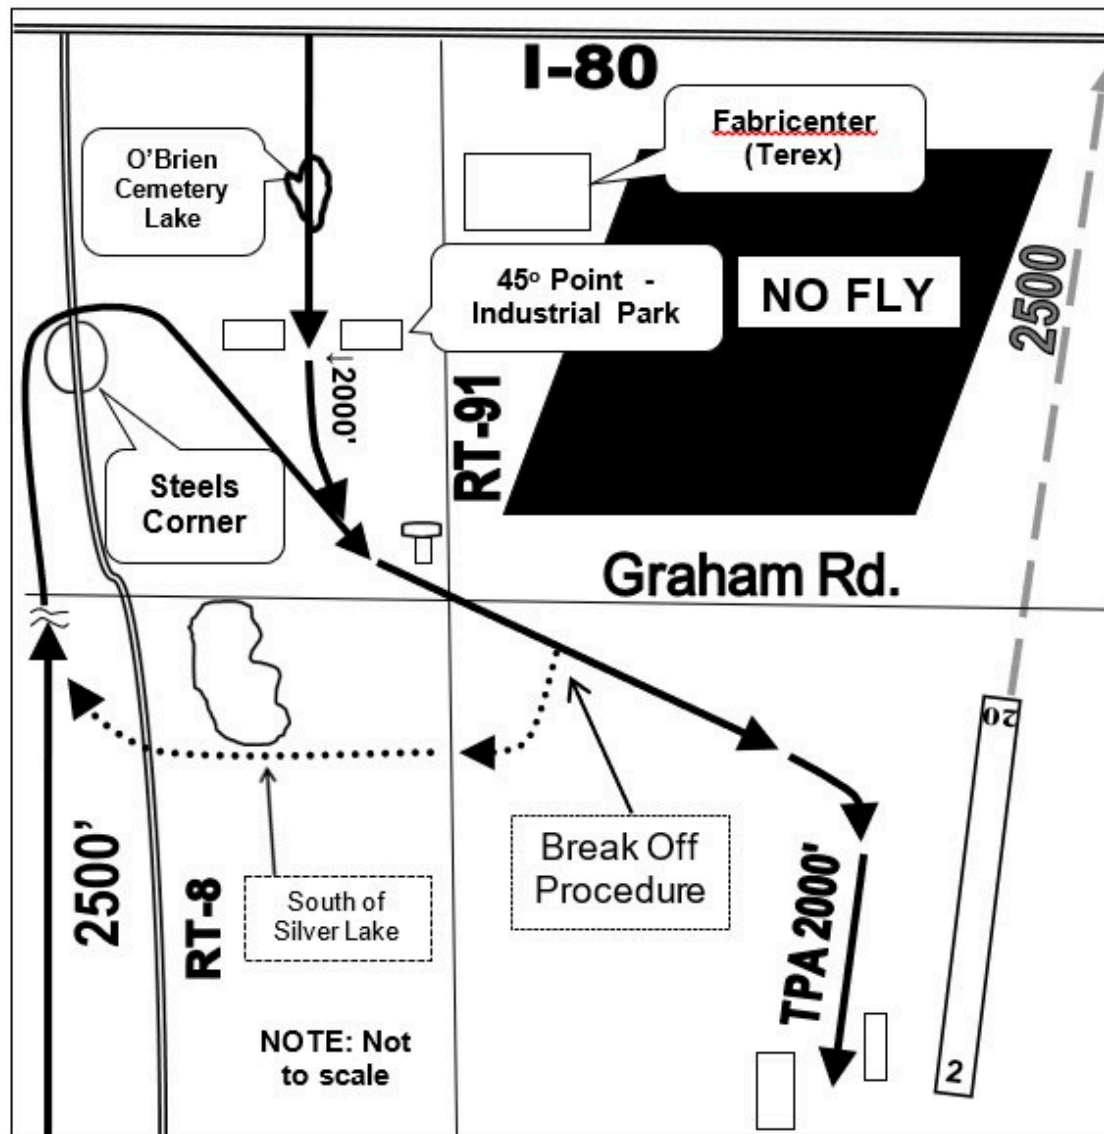 I-80
Fabricenter
(Terex)
O'Brien
Cemetery
Lake
45º Point -
Industrial Park
NO FLY
2500
↓2000'
RT-91
Steels
Corner
Graham Rd.
20
2500'
RT-8
South of
Silver Lake
Break Off
Procedure
TPA 2000'
NOTE: Not
to scale
2